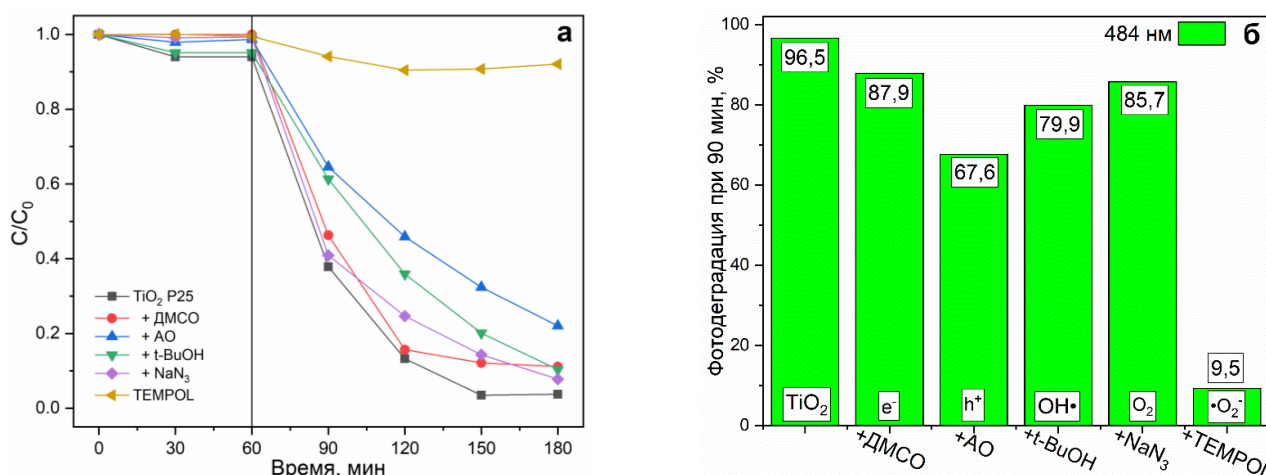 а
C/C₀
1.0
0.8
0.6
0.4
0.2
0.0
TiO₂ P25
+ ДМСО
+ АО
+ t-BuOH
+ NaN₃
TEMPOL
0 30 60 90 120 150 180
Время, мин
б
484 нм
Фотодеградация при 90 мин, %
100
80
60
40
20
0
96,5
87,9
67,6
79,9
85,7
9,5
TiO₂
e⁻
h⁺
OH•
O₂
•O₂⁻
+ДМСО
+АО
+t-BuOH
+NaN₃
+TEMPOL